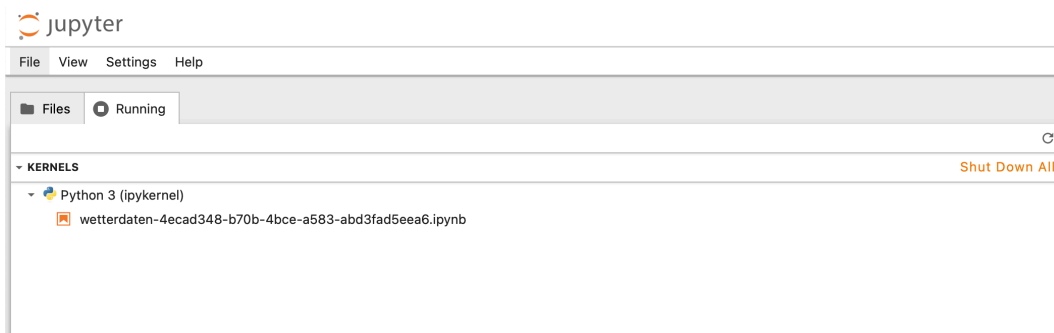 jupyter
File View Settings Help
Files Running
KERNELS Shut Down All
Python 3 (ipykernel)
wetterdaten-4ecad348-b70b-4bce-a583-abd3fad5eea6.ipynb